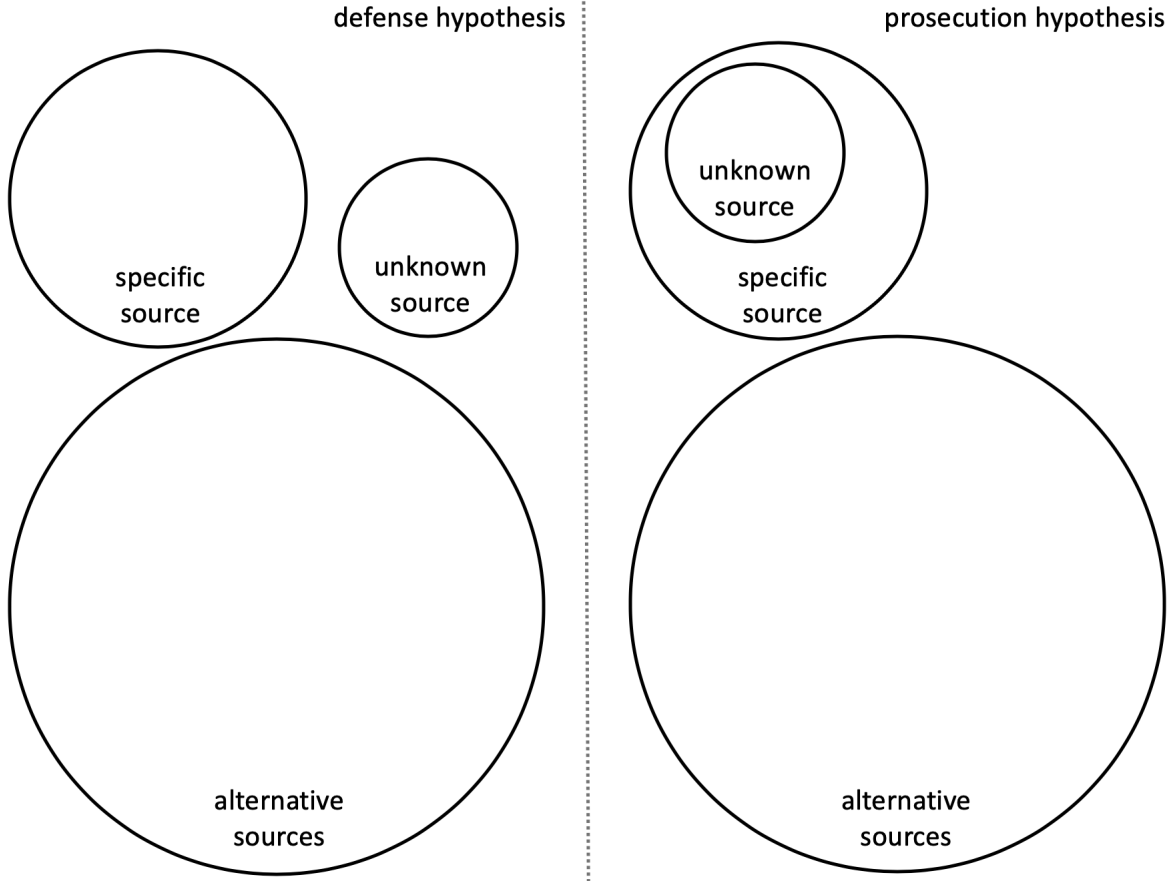 defense hypothesis
specific
source
unknown
source
alternative
sources
prosecution hypothesis
unknown
source
specific
source
alternative
sources